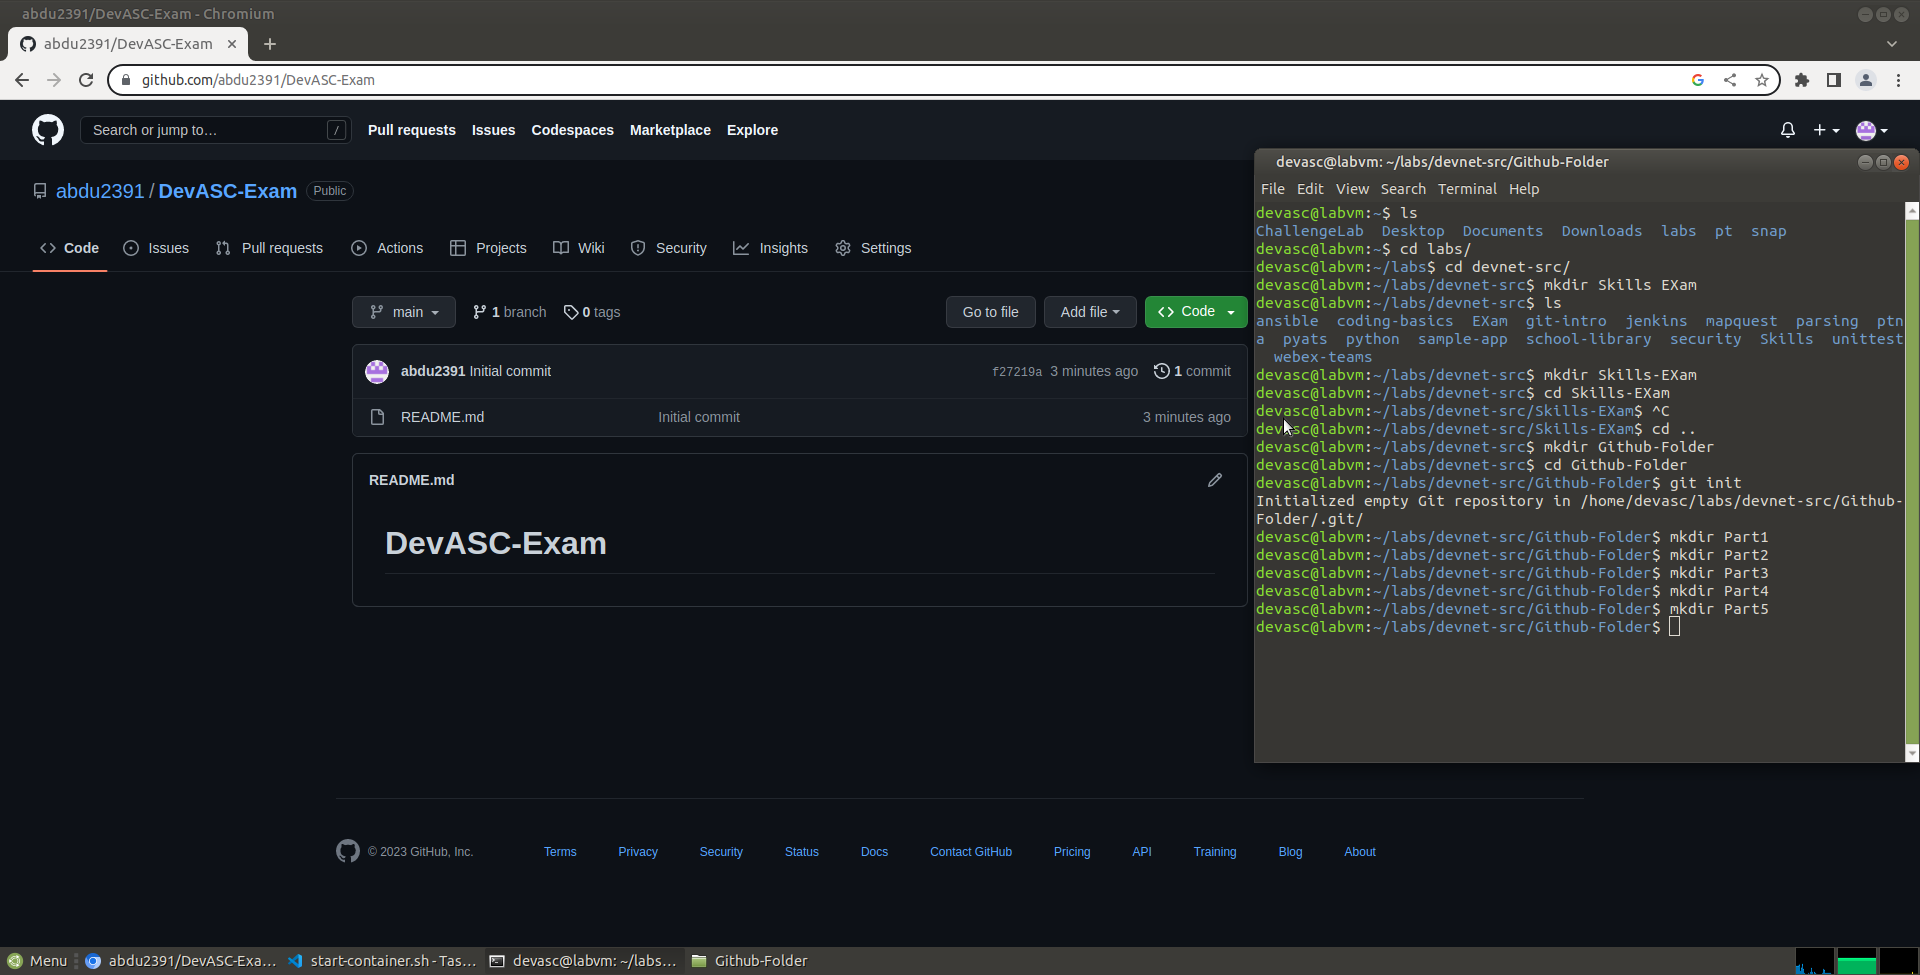 abdu2391/DevASC-Exam - Chromium
abdu2391/DevASC-Exam
github.com/abdu2391/DevASC-Exam
Search or jump to… / Pull requests Issues Codespaces Marketplace Explore
abdu2391 / DevASC-Exam Public
Code Issues Pull requests Actions Projects Wiki Security Insights Settings
main 1 branch 0 tags Go to file Add file Code
abdu2391 Initial commit f27219a 3 minutes ago 1 commit
README.md Initial commit 3 minutes ago
README.md
DevASC-Exam
devasc@labvm: ~/labs/devnet-src/Github-Folder
File Edit View Search Terminal Help
devasc@labvm:~$ ls
ChallengeLab Desktop Documents Downloads labs pt snap
devasc@labvm:~$ cd labs/
devasc@labvm:~/labs$ cd devnet-src/
devasc@labvm:~/labs/devnet-src$ mkdir Skills EXam
devasc@labvm:~/labs/devnet-src$ ls
ansible coding-basics EXam git-intro jenkins mapquest parsing ptn
a pyats python sample-app school-library security Skills unittest
webex-teams
devasc@labvm:~/labs/devnet-src$ mkdir Skills-EXam
devasc@labvm:~/labs/devnet-src$ cd Skills-EXam
devasc@labvm:~/labs/devnet-src/Skills-EXam$ ^C
devasc@labvm:~/labs/devnet-src/Skills-EXam$ cd ..
devasc@labvm:~/labs/devnet-src$ mkdir Github-Folder
devasc@labvm:~/labs/devnet-src$ cd Github-Folder
devasc@labvm:~/labs/devnet-src/Github-Folder$ git init
Initialized empty Git repository in /home/devasc/labs/devnet-src/Github-
Folder/.git/
devasc@labvm:~/labs/devnet-src/Github-Folder$ mkdir Part1
devasc@labvm:~/labs/devnet-src/Github-Folder$ mkdir Part2
devasc@labvm:~/labs/devnet-src/Github-Folder$ mkdir Part3
devasc@labvm:~/labs/devnet-src/Github-Folder$ mkdir Part4
devasc@labvm:~/labs/devnet-src/Github-Folder$ mkdir Part5
devasc@labvm:~/labs/devnet-src/Github-Folder$
© 2023 GitHub, Inc. Terms Privacy Security Status Docs Contact GitHub Pricing API Training Blog About
Menu abdu2391/DevASC-Exa… start-container.sh - Tas… devasc@labvm: ~/labs… Github-Folder